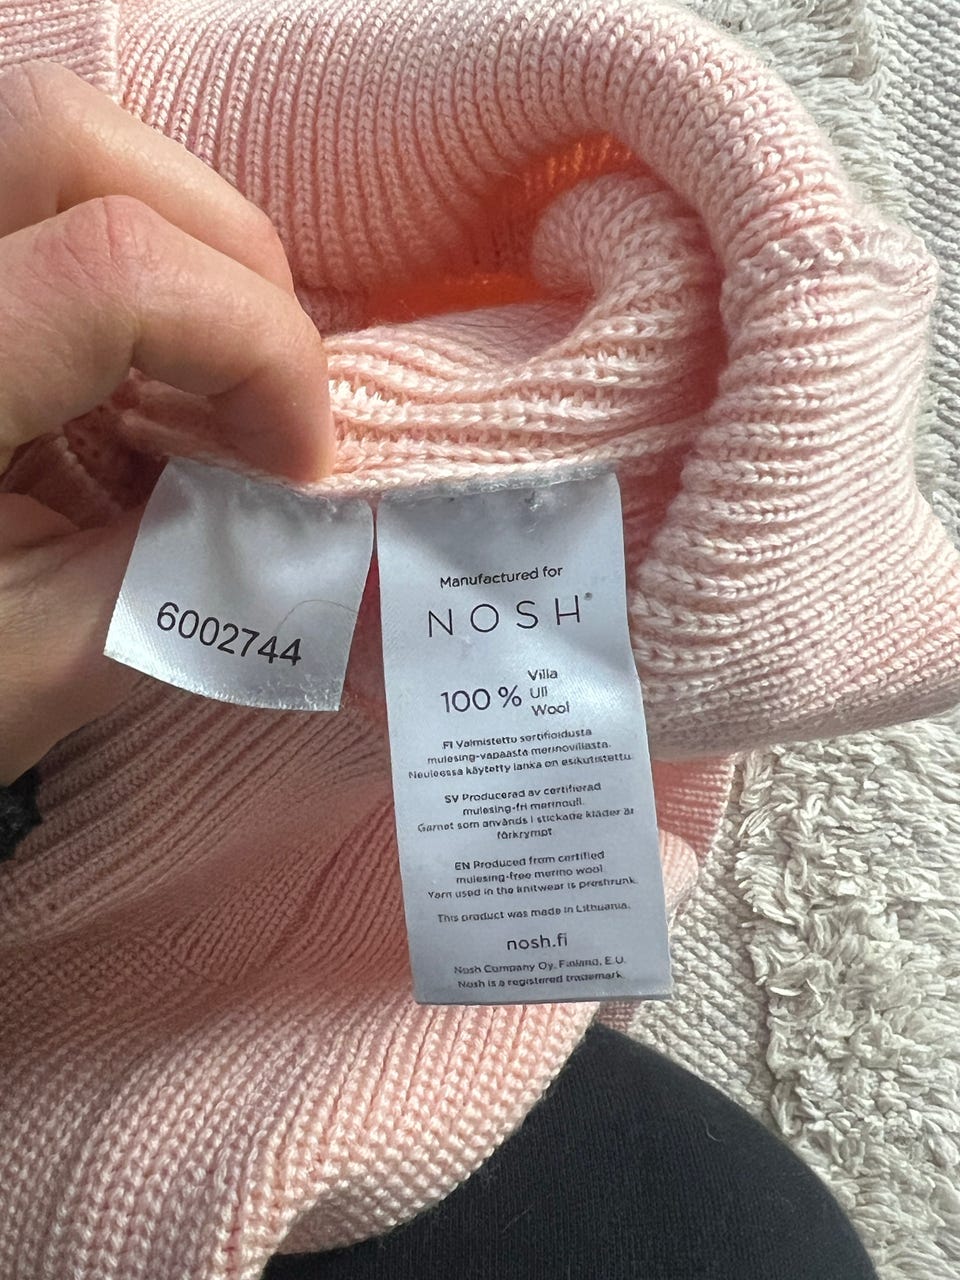 6002744
Manufactured for
NOSH®
100 % Villa
Ull
Wool
FI Valmistettu sertifioidusta
mulesing-vapaasta merinovillasta.
Neuleessa käytetty lanka on esikutistettu.
SV Producerad av certifierad
mulesing-fri merinoull.
Garnet som används i stickade kläder är
förkrympt
EN Produced from certified
mulesing-free merino wool.
Yarn used in the knitwear is preshrunk.
This product was made in Lithuania.
nosh.fi
Nosh Company Oy, Finland, E.U.
Nosh is a registered trademark.